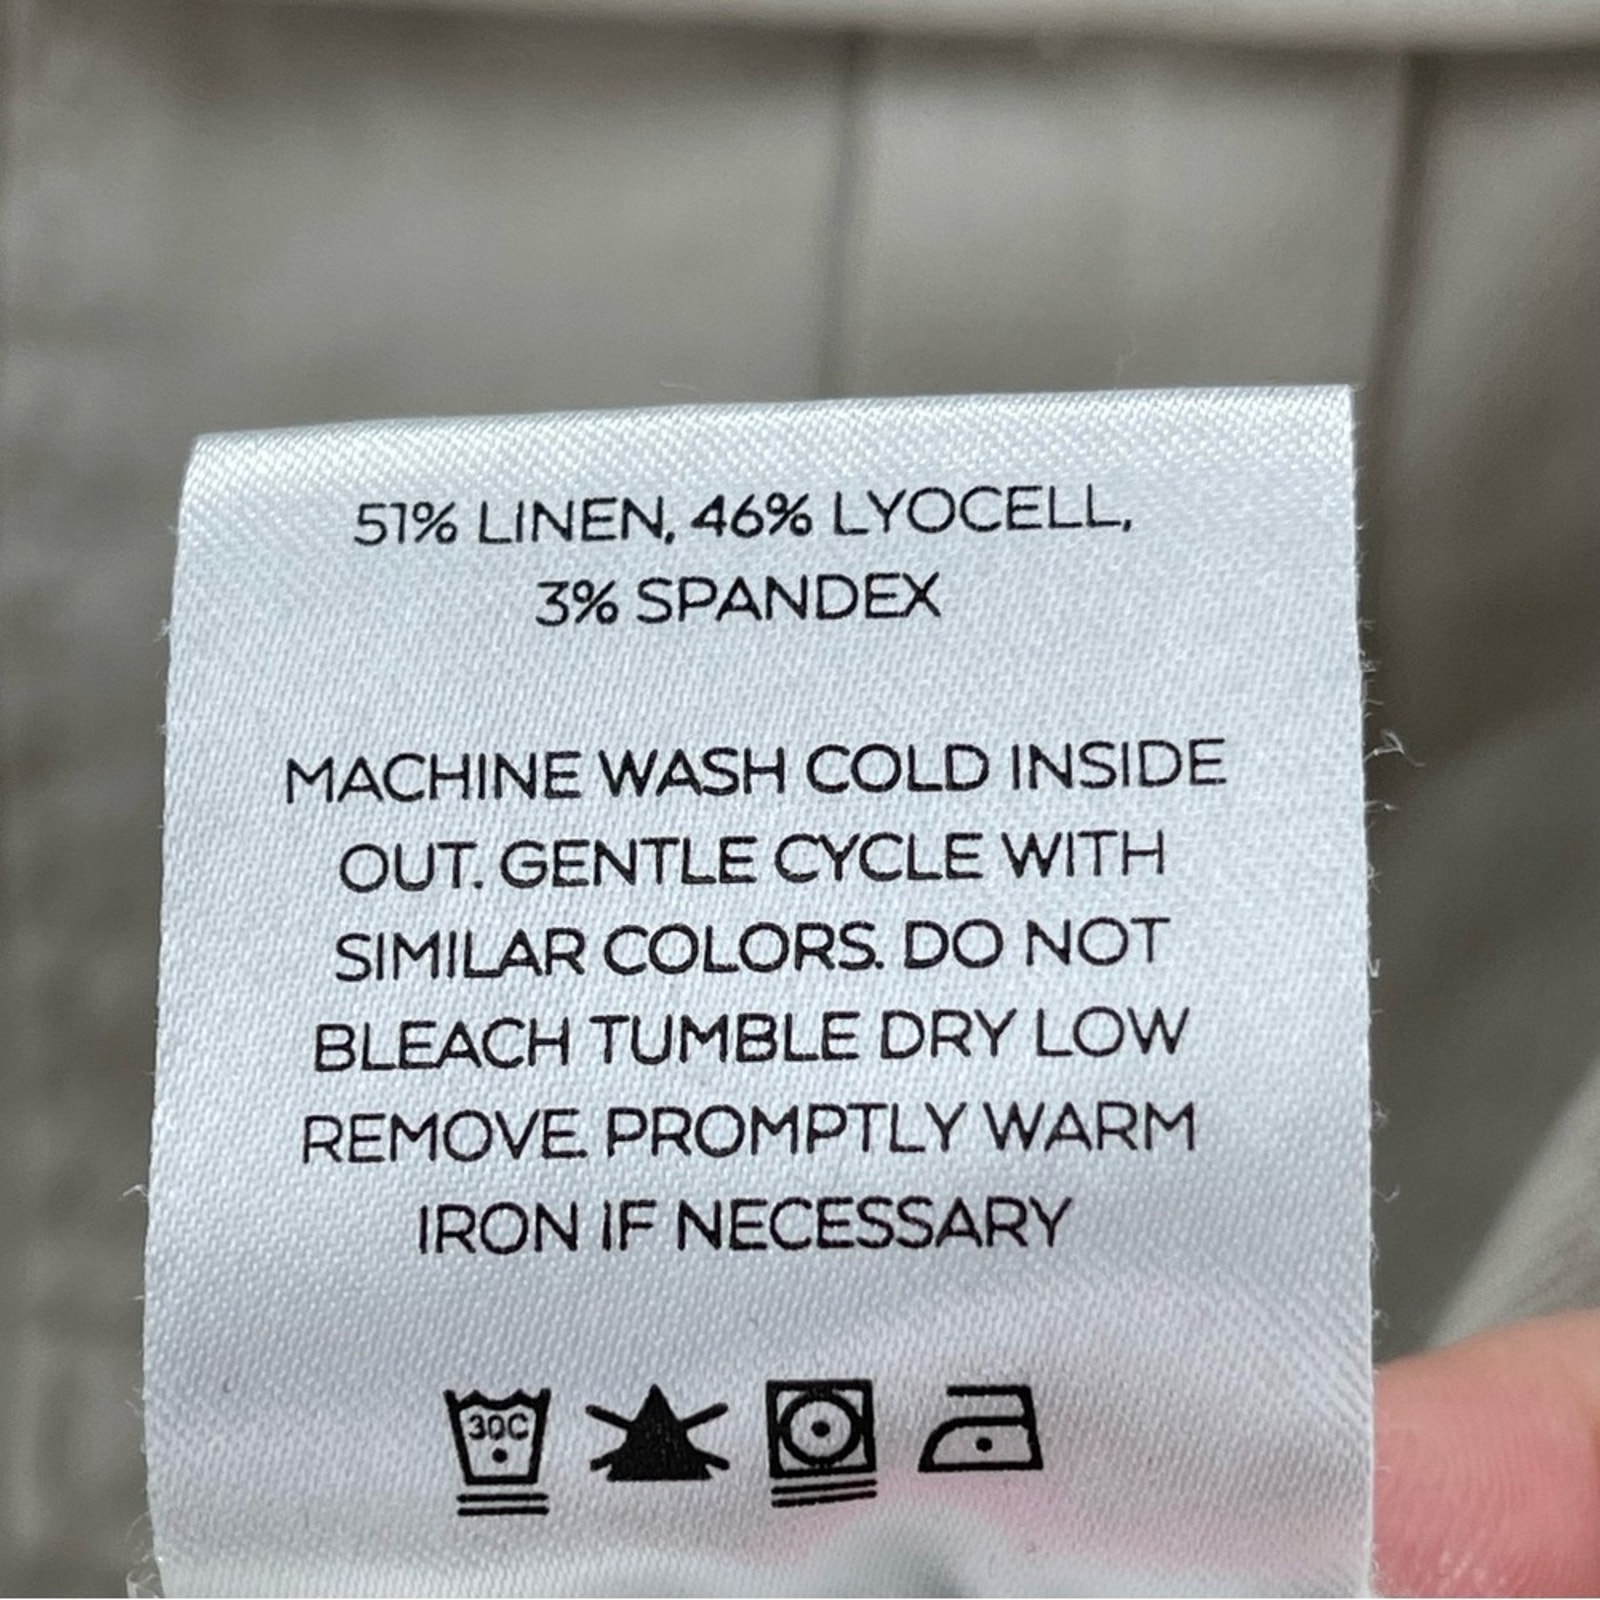 51% LINEN, 46% LYOCELL,
3% SPANDEX
MACHINE WASH COLD INSIDE
OUT. GENTLE CYCLE WITH
SIMILAR COLORS. DO NOT
BLEACH TUMBLE DRY LOW
REMOVE PROMPTLY WARM
IRON IF NECESSARY
30C